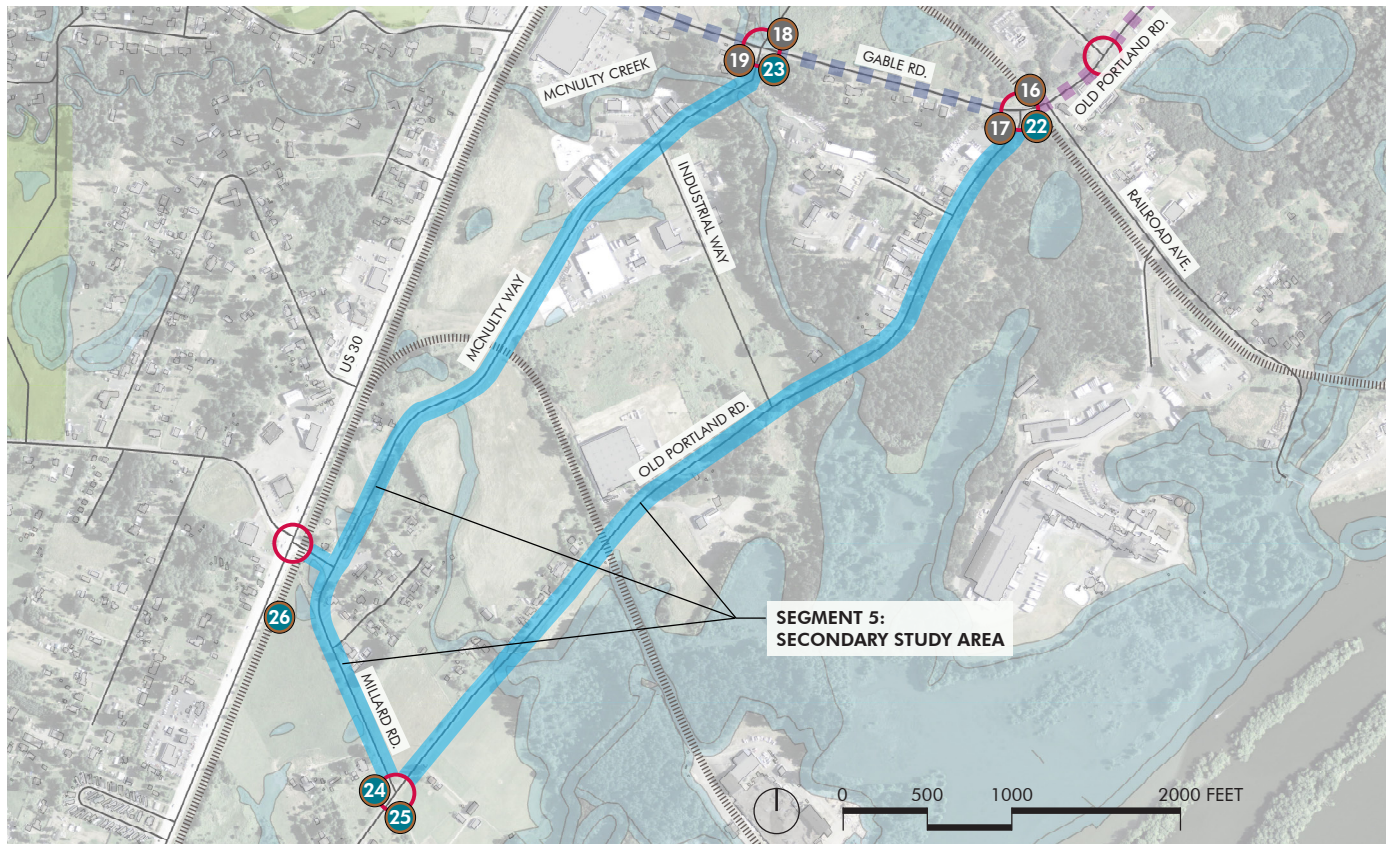 18
19
23
GABLE RD.
16
17
22
OLD PORTLAND RD.
MCNULTY CREEK
INDUSTRIAL WAY
RAILROAD AVE.
US 30
MCNULTY WAY
OLD PORTLAND RD.
26
SEGMENT 5:
SECONDARY STUDY AREA
MILLARD RD.
24
25
0 500 1000 2000 FEET